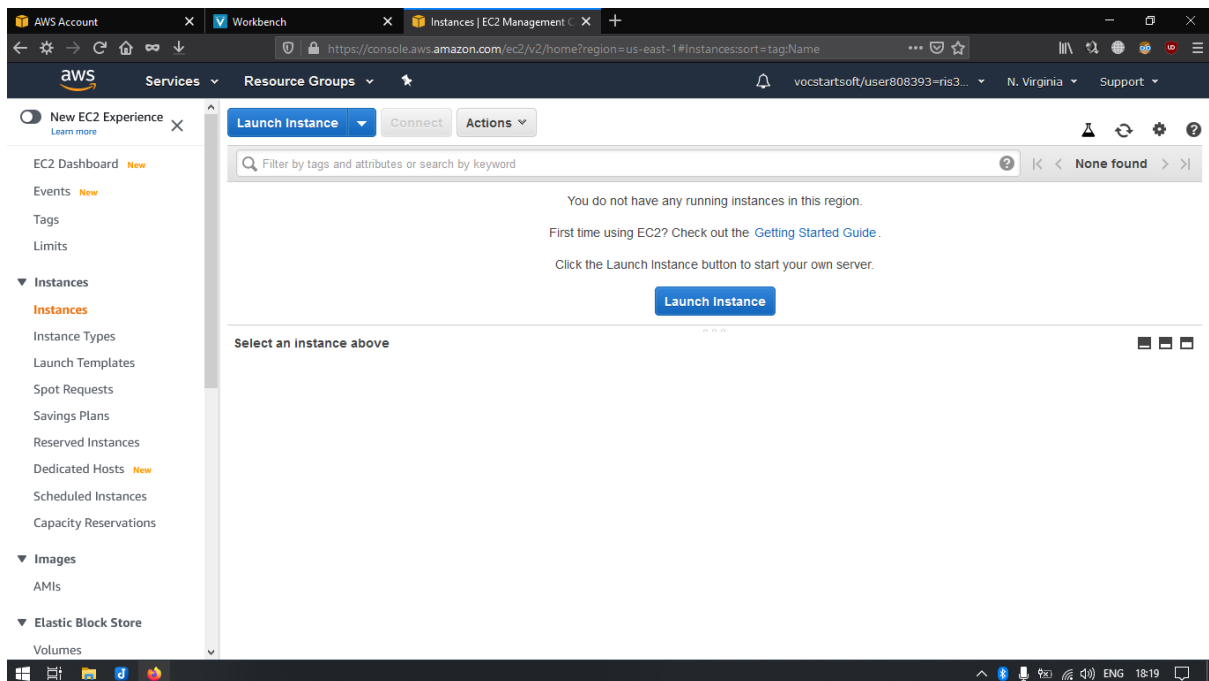 AWS Account
Workbench
Instances | EC2 Management C
https://console.aws.amazon.com/ec2/v2/home?region=us-east-1#Instances:sort=tag:Name
aws Services Resource Groups vocstartsoft/user808393=ris3... N. Virginia Support
New EC2 Experience
Learn more
EC2 Dashboard New
Events New
Tags
Limits
Instances
Instances
Instance Types
Launch Templates
Spot Requests
Savings Plans
Reserved Instances
Dedicated Hosts New
Scheduled Instances
Capacity Reservations
Images
AMIs
Elastic Block Store
Volumes
Launch Instance Connect Actions
Filter by tags and attributes or search by keyword None found
You do not have any running instances in this region.
First time using EC2? Check out the Getting Started Guide.
Click the Launch Instance button to start your own server.
Launch Instance
Select an instance above
ENG 18:19